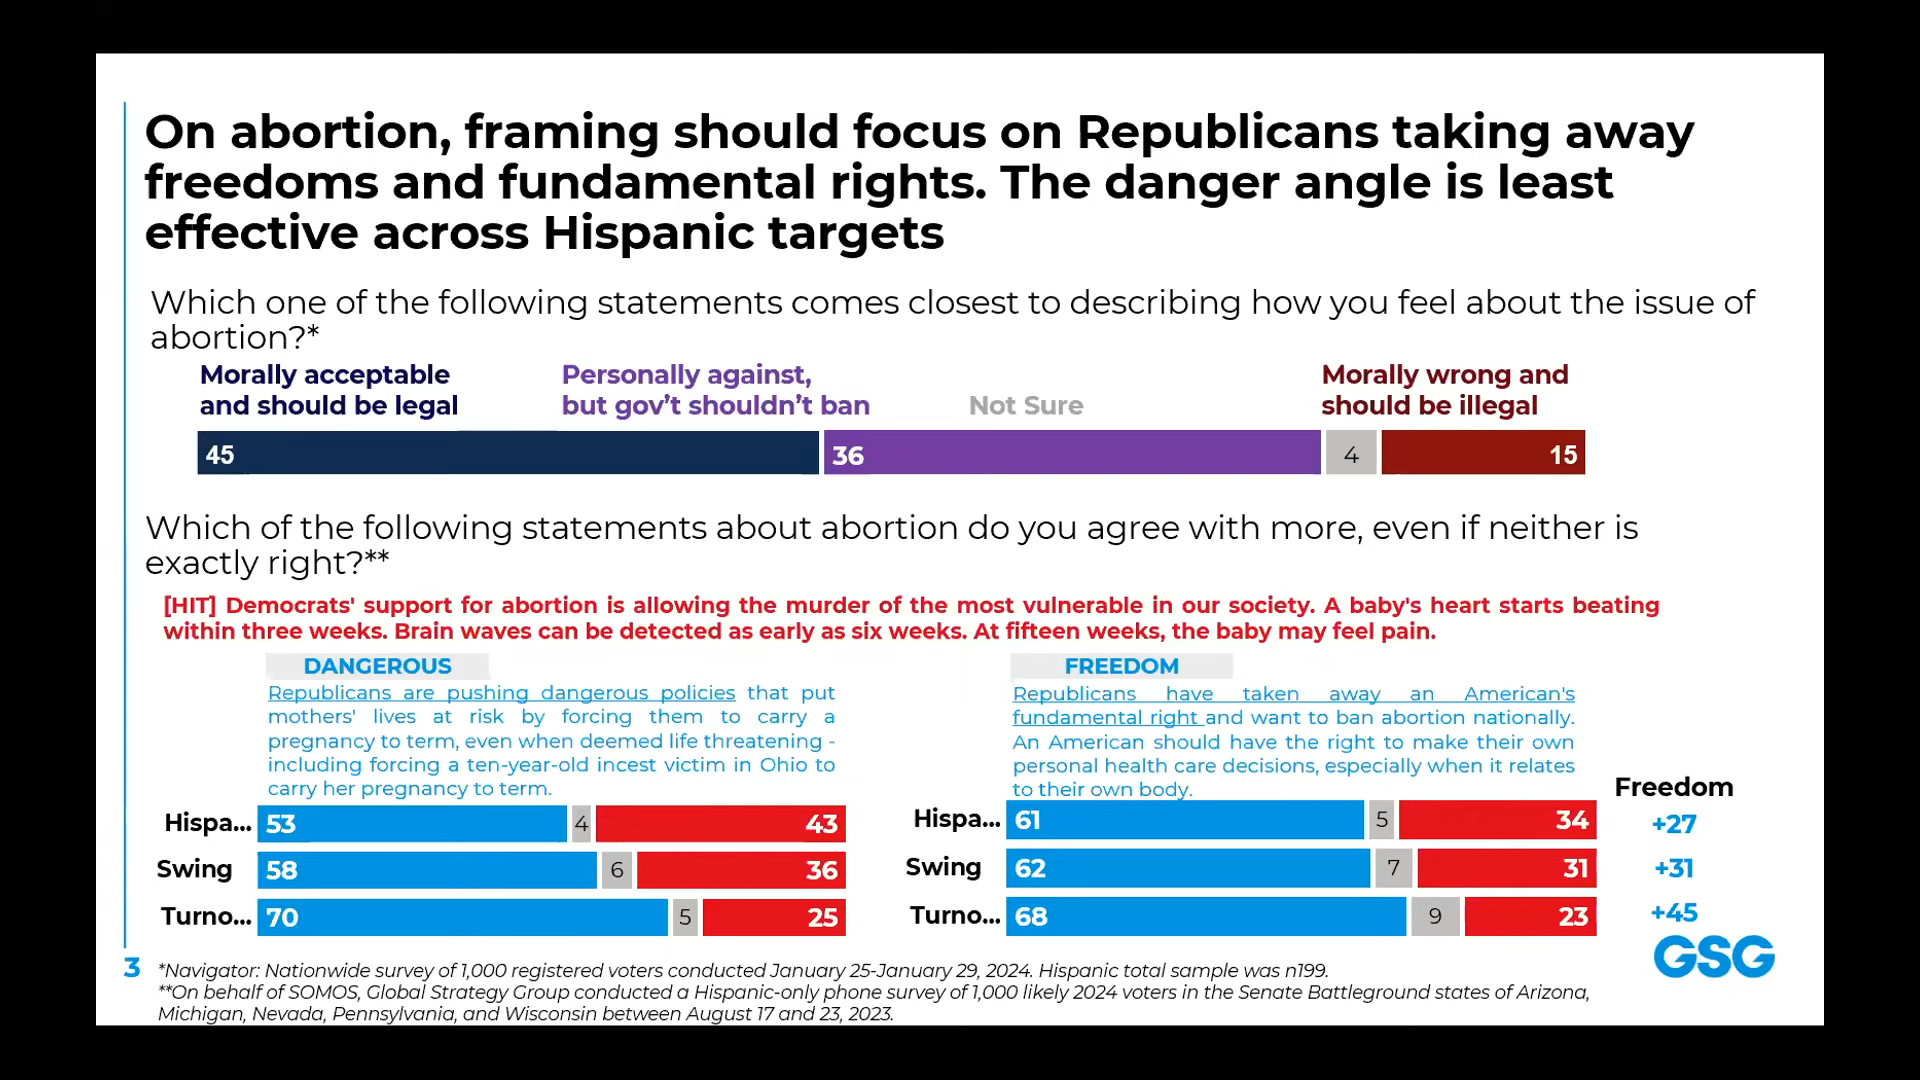 On abortion, framing should focus on Republicans taking away
freedoms and fundamental rights. The danger angle is least
effective across Hispanic targets
Which one of the following statements comes closest to describing how you feel about the issue of
abortion?*
Morally acceptable
and should be legal
Personally against,
but gov’t shouldn’t ban
Not Sure
Morally wrong and
should be illegal
45 36 4 15
Which of the following statements about abortion do you agree with more, even if neither is
exactly right?**
[HIT] Democrats' support for abortion is allowing the murder of the most vulnerable in our society. A baby's heart starts beating
within three weeks. Brain waves can be detected as early as six weeks. At fifteen weeks, the baby may feel pain.
DANGEROUS
Republicans are pushing dangerous policies that put
mothers' lives at risk by forcing them to carry a
pregnancy to term, even when deemed life threatening -
including forcing a ten-year-old incest victim in Ohio to
carry her pregnancy to term.
Hispa... 53 4 43
Swing 58 6 36
Turno... 70 5 25
FREEDOM
Republicans have taken away an American's
fundamental right and want to ban abortion nationally.
An American should have the right to make their own
personal health care decisions, especially when it relates
to their own body.
Hispa... 61 5 34
Swing 62 7 31
Turno... 68 9 23
Freedom
+27
+31
+45
GSG
3
*Navigator: Nationwide survey of 1,000 registered voters conducted January 25-January 29, 2024. Hispanic total sample was n199.
**On behalf of SOMOS, Global Strategy Group conducted a Hispanic-only phone survey of 1,000 likely 2024 voters in the Senate Battleground states of Arizona,
Michigan, Nevada, Pennsylvania, and Wisconsin between August 17 and 23, 2023.